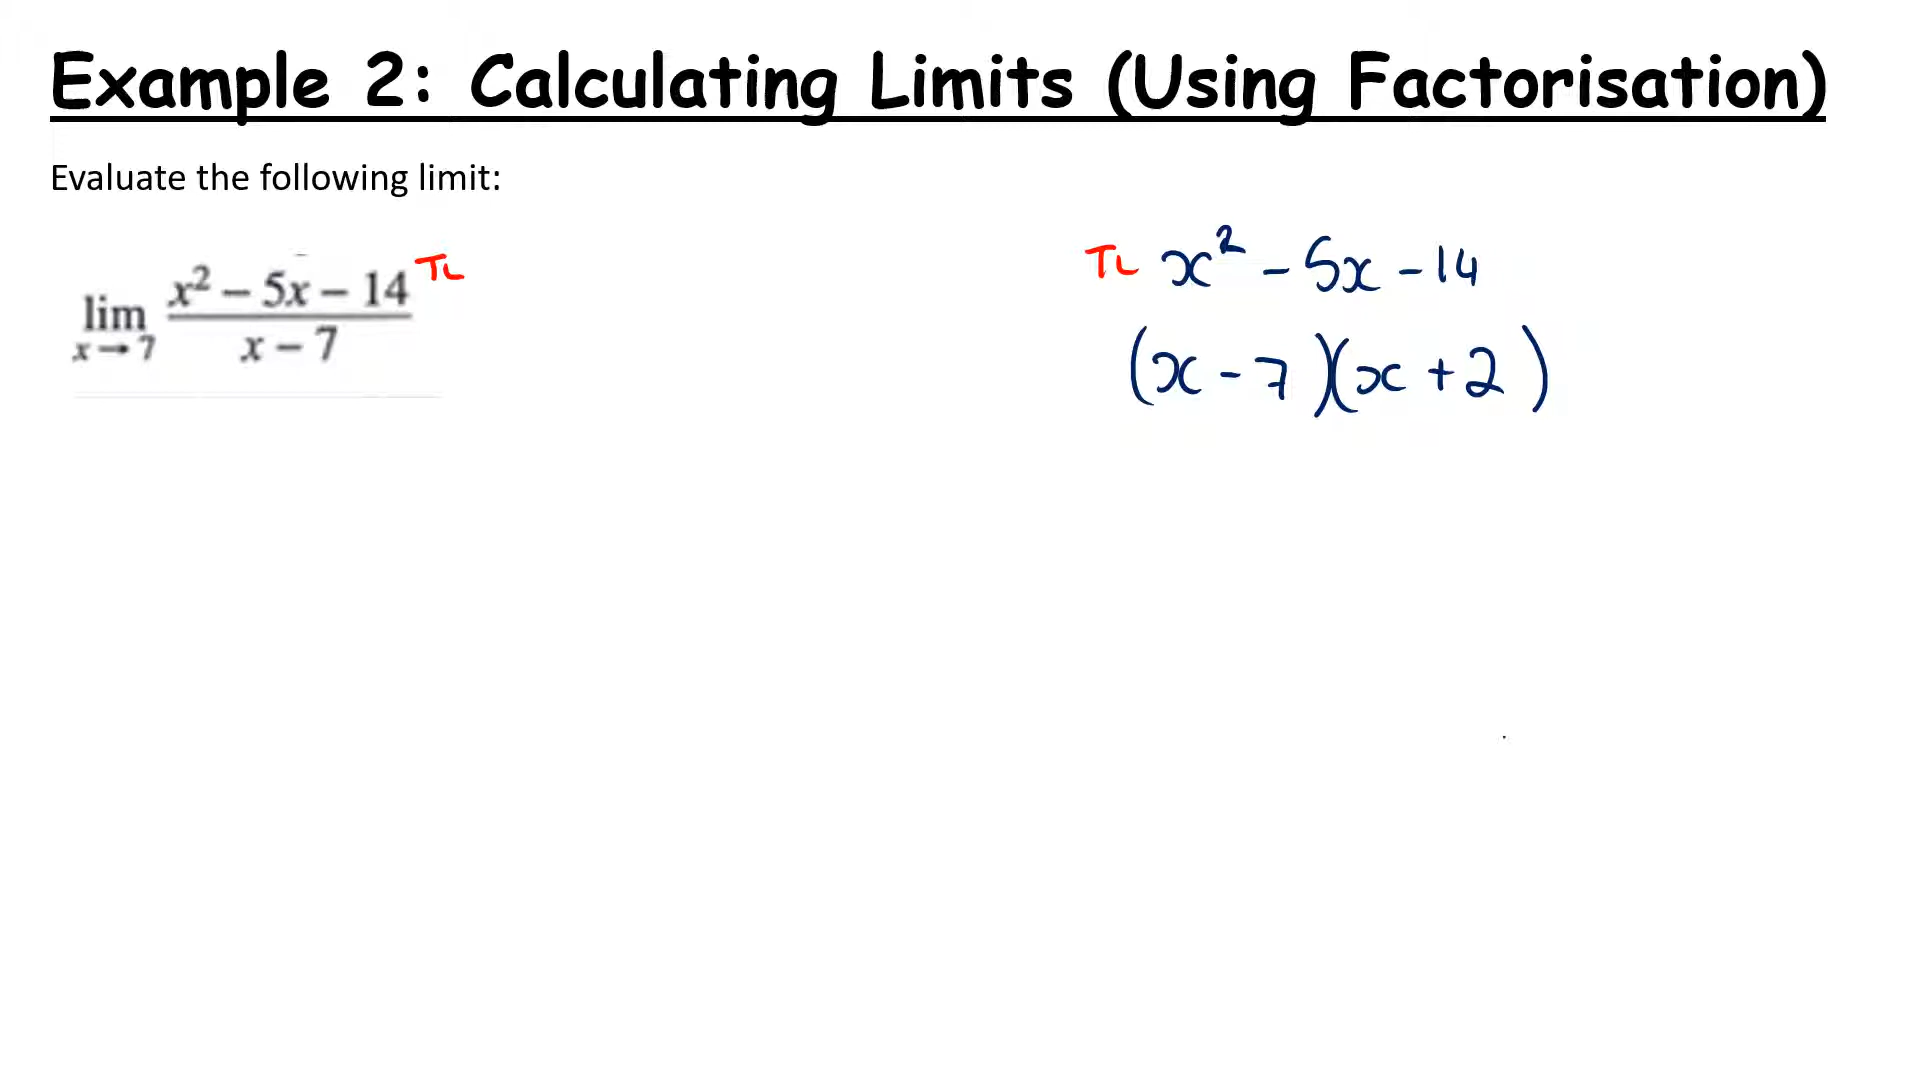 Example 2: Calculating Limits (Using Factorisation)
Evaluate the following limit:
lim x→7 (x² − 5x − 14)/(x − 7) TL
TL x² − 5x − 14
(x − 7)(x + 2)